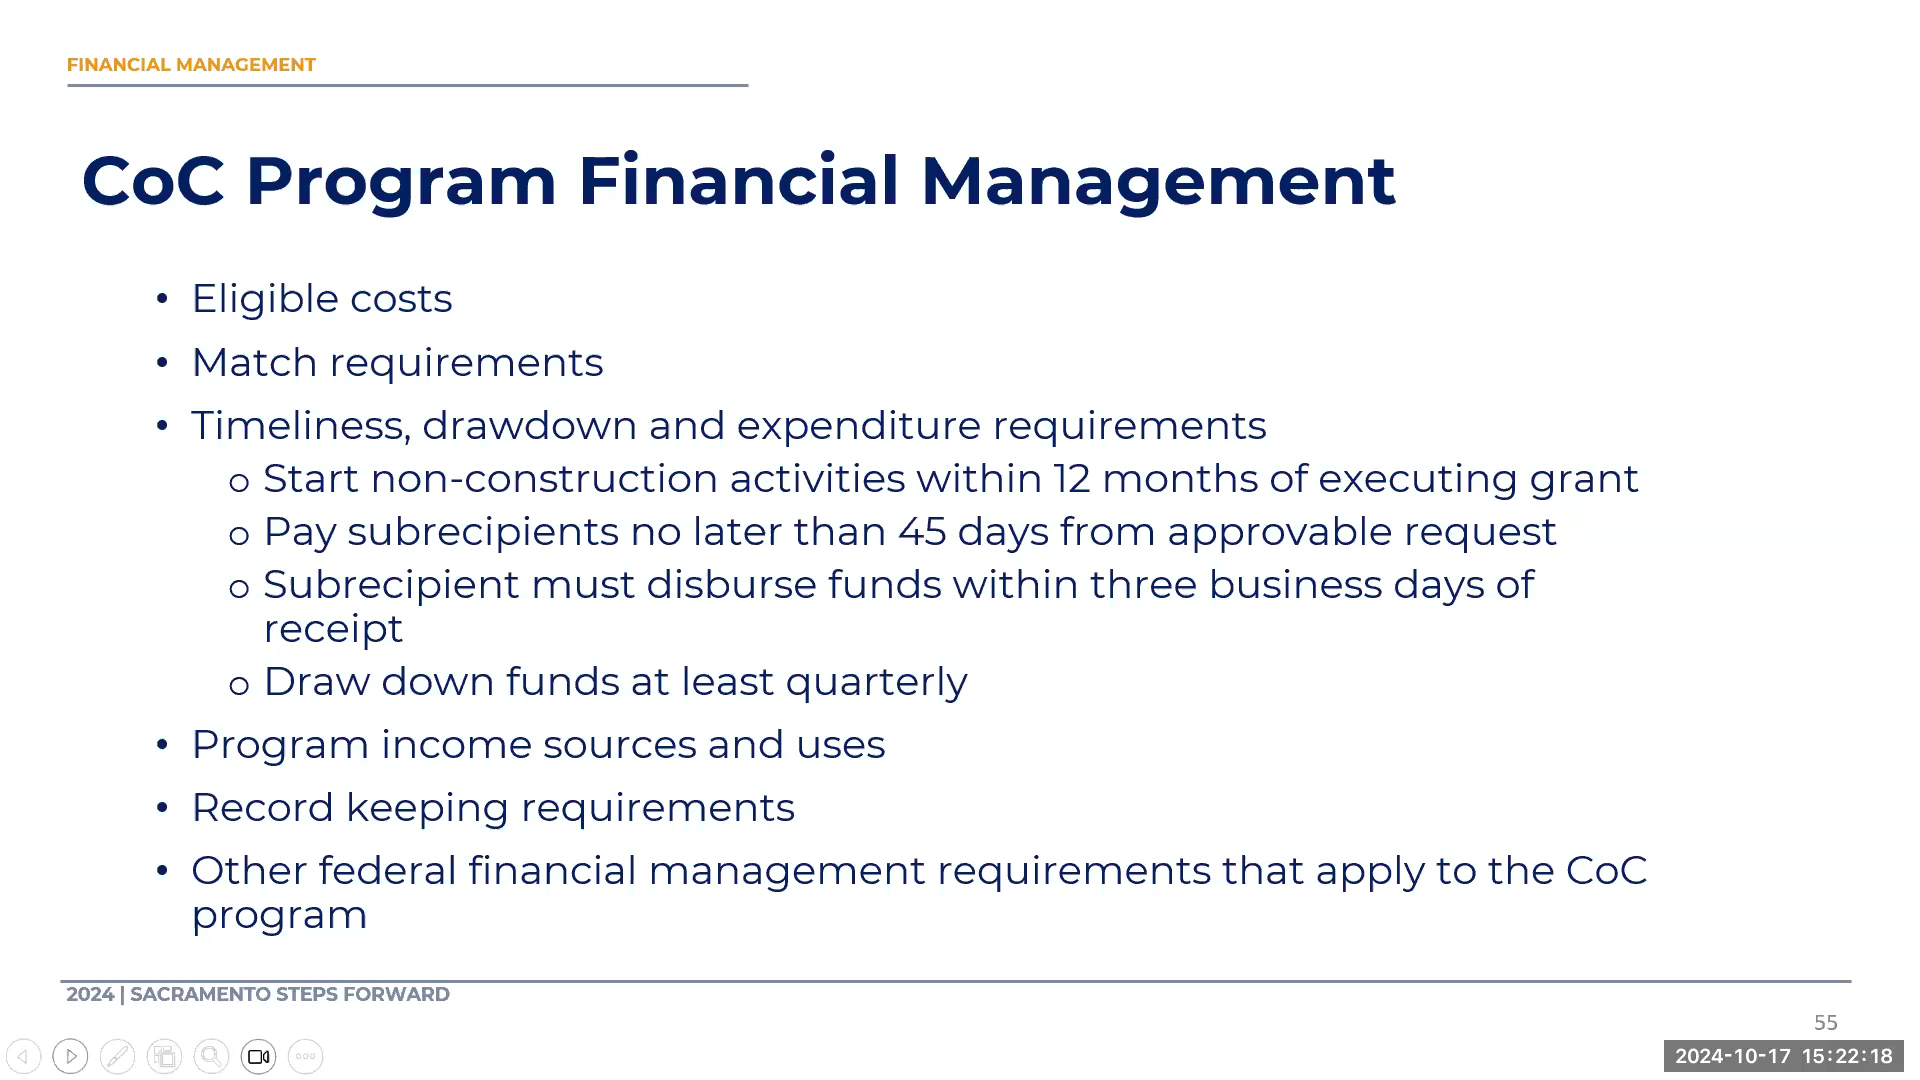 FINANCIAL MANAGEMENT
CoC Program Financial Management
• Eligible costs
• Match requirements
• Timeliness, drawdown and expenditure requirements
o Start non-construction activities within 12 months of executing grant
o Pay subrecipients no later than 45 days from approvable request
o Subrecipient must disburse funds within three business days of
receipt
o Draw down funds at least quarterly
• Program income sources and uses
• Record keeping requirements
• Other federal financial management requirements that apply to the CoC
program
2024 | SACRAMENTO STEPS FORWARD
55
2024-10-17 15:22:18